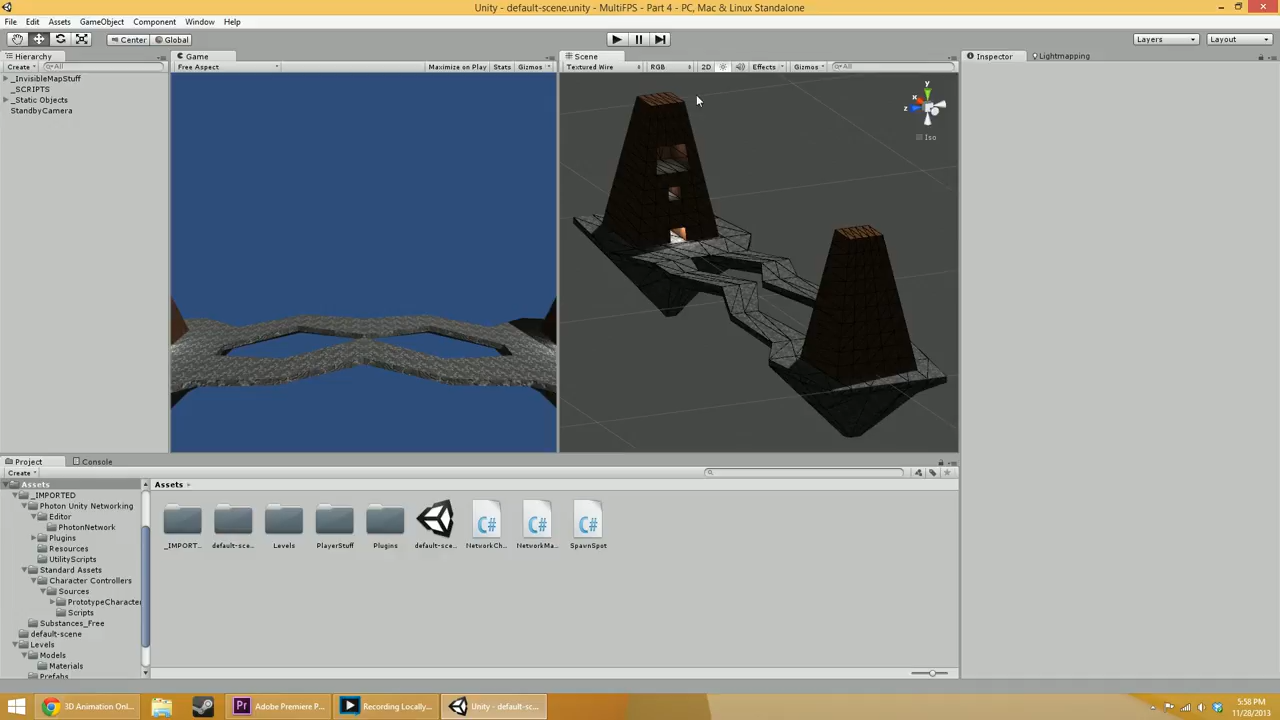 Unity - default-scene.unity - MultiFPS - Part 4 - PC, Mac & Linux Standalone
File Edit Assets GameObject Component Window Help
Center Global Layers Layout
Hierarchy Game Scene Inspector Lightmapping
Create All Free Aspect Maximize on Play Stats Gizmos Textured Wire RGB 2D Effects Gizmos All
_InvisibleMapStuff
_SCRIPTS
_Static Objects
StandbyCamera
y
x
z
Iso
Project Console
Create
Assets
_IMPORTED
Photon Unity Networking
Editor
PhotonNetwork
Plugins
Resources
UtilityScripts
Standard Assets
Character Controllers
Sources
PrototypeCharacter
Scripts
Substances_Free
default-scene
Levels
Models
Materials
Prefabs
Assets
C# C# C#
_IMPORT... default-sce... Levels PlayerStuff Plugins default-sce... NetworkCh... NetworkMa... SpawnSpot
3D Animation Onl... Adobe Premiere P... Recording Locally... Unity - default-sc...
5:58 PM
11/28/2013